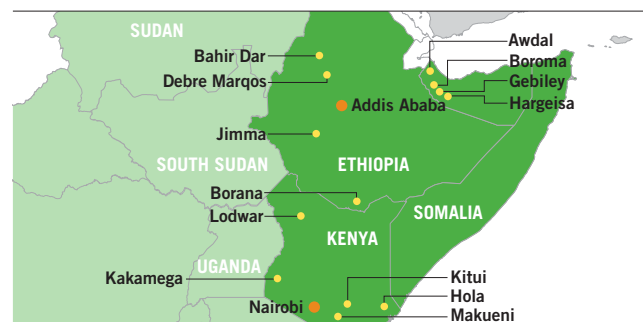 SUDAN
Bahir Dar
Debre Marqos
Addis Ababa
Awdal
Boroma
Gebiley
Hargeisa
Jimma
SOUTH SUDAN
ETHIOPIA
Borana
Lodwar
SOMALIA
KENYA
UGANDA
Kakamega
Nairobi
Kitui
Hola
Makueni